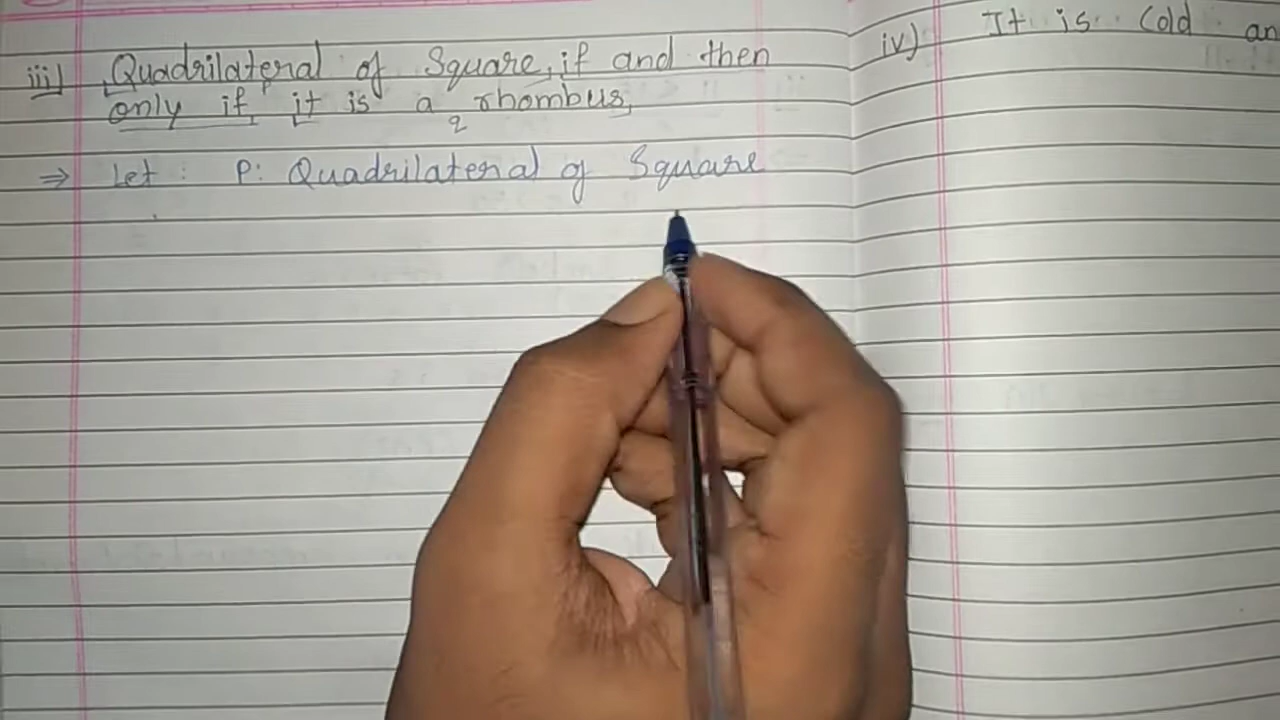 iii) Quadrilateral of Square, if and then
only if, it is a rhombus,
p
q
⇒ Let : P: Quadrilateral of Square
iv) It is Cold an